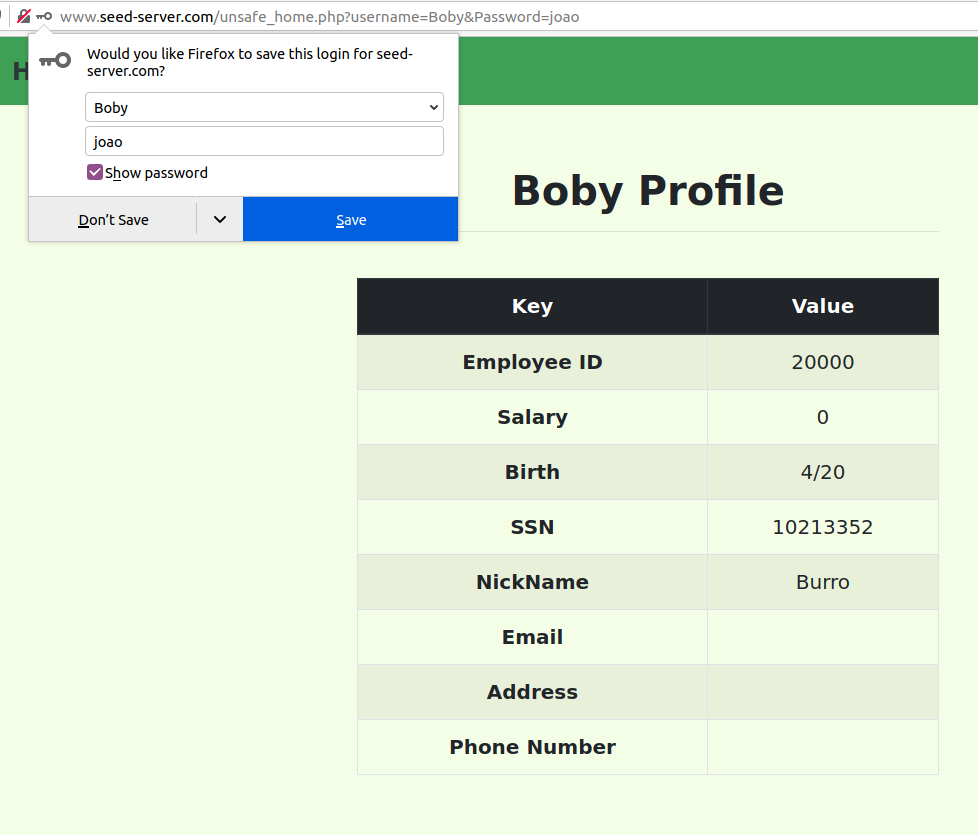 www.seed-server.com/unsafe_home.php?username=Boby&Password=joao
Would you like Firefox to save this login for seed-
server.com?
Boby
joao
Show password
Don't Save
Save
H
Boby Profile
Key Value
Employee ID 20000
Salary 0
Birth 4/20
SSN 10213352
NickName Burro
Email
Address
Phone Number